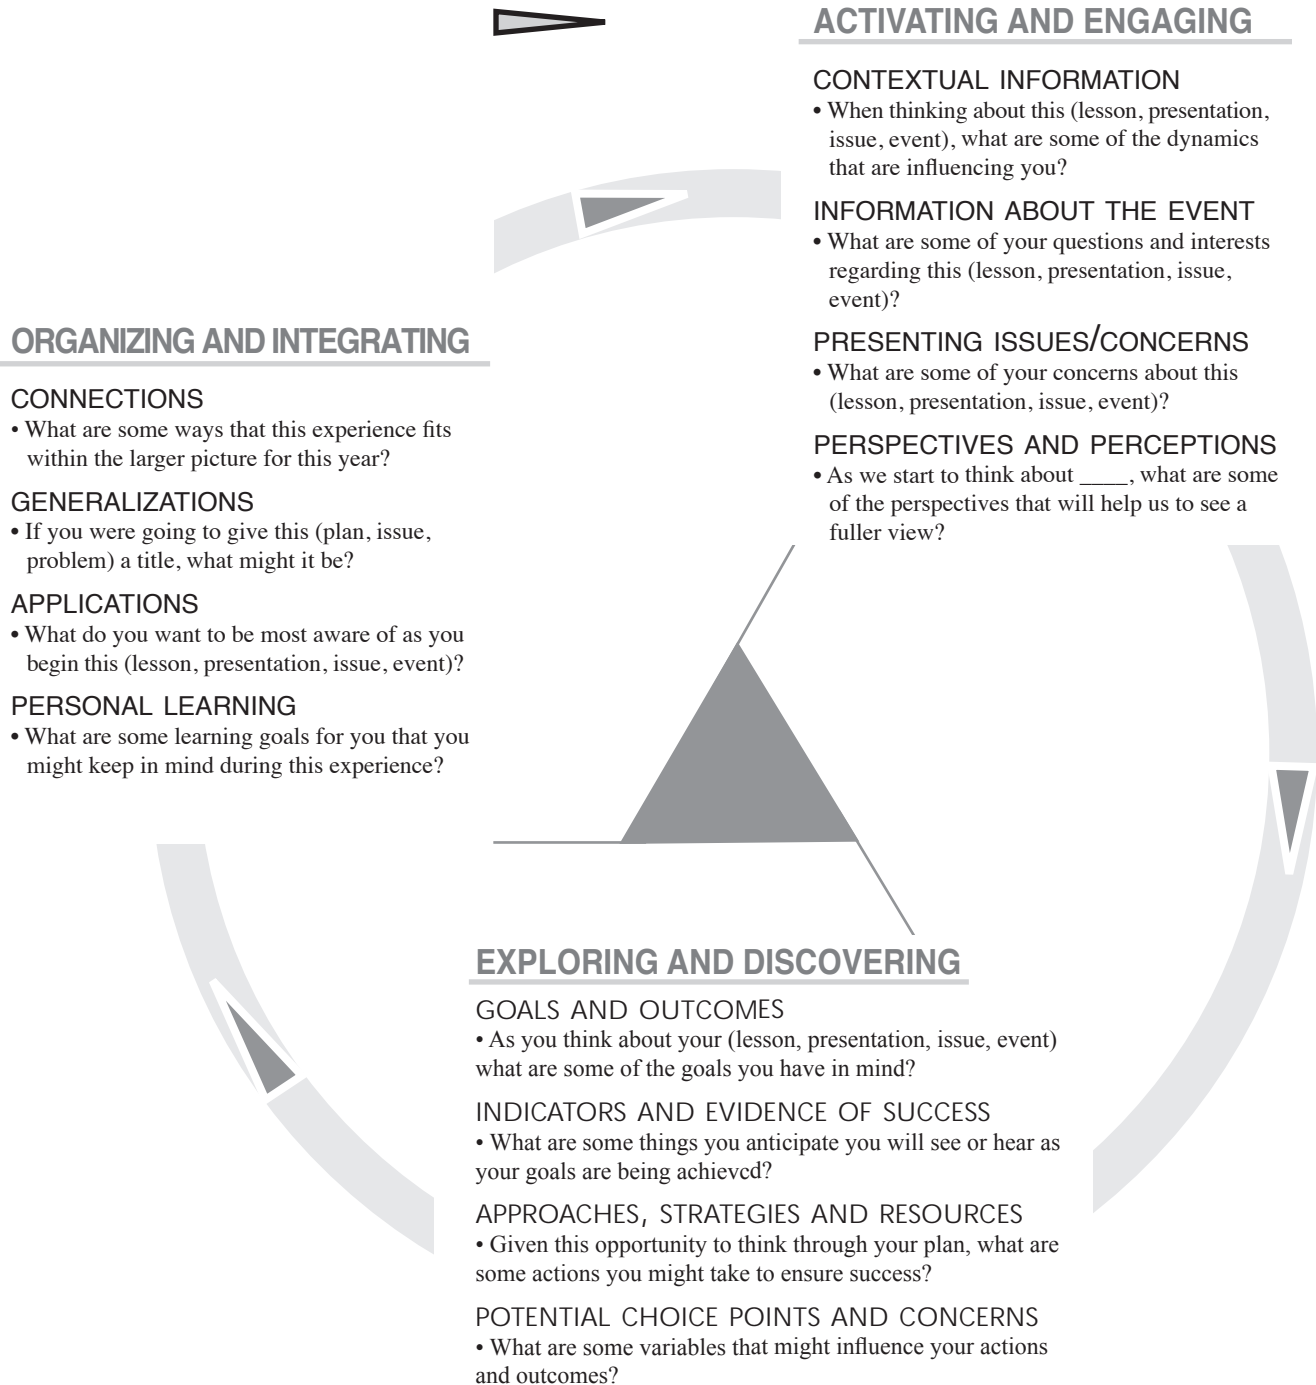 ACTIVATING AND ENGAGING
CONTEXTUAL INFORMATION
• When thinking about this (lesson, presentation,
issue, event), what are some of the dynamics
that are influencing you?
INFORMATION ABOUT THE EVENT
• What are some of your questions and interests
regarding this (lesson, presentation, issue,
event)?
PRESENTING ISSUES/CONCERNS
• What are some of your concerns about this
(lesson, presentation, issue, event)?
PERSPECTIVES AND PERCEPTIONS
• As we start to think about ____, what are some
of the perspectives that will help us to see a
fuller view?
EXPLORING AND DISCOVERING
GOALS AND OUTCOMES
• As you think about your (lesson, presentation, issue, event)
what are some of the goals you have in mind?
INDICATORS AND EVIDENCE OF SUCCESS
• What are some things you anticipate you will see or hear as
your goals are being achievcd?
APPROACHES, STRATEGIES AND RESOURCES
• Given this opportunity to think through your plan, what are
some actions you might take to ensure success?
POTENTIAL CHOICE POINTS AND CONCERNS
• What are some variables that might influence your actions
and outcomes?
ORGANIZING AND INTEGRATING
CONNECTIONS
• What are some ways that this experience fits
within the larger picture for this year?
GENERALIZATIONS
• If you were going to give this (plan, issue,
problem) a title, what might it be?
APPLICATIONS
• What do you want to be most aware of as you
begin this (lesson, presentation, issue, event)?
PERSONAL LEARNING
• What are some learning goals for you that you
might keep in mind during this experience?